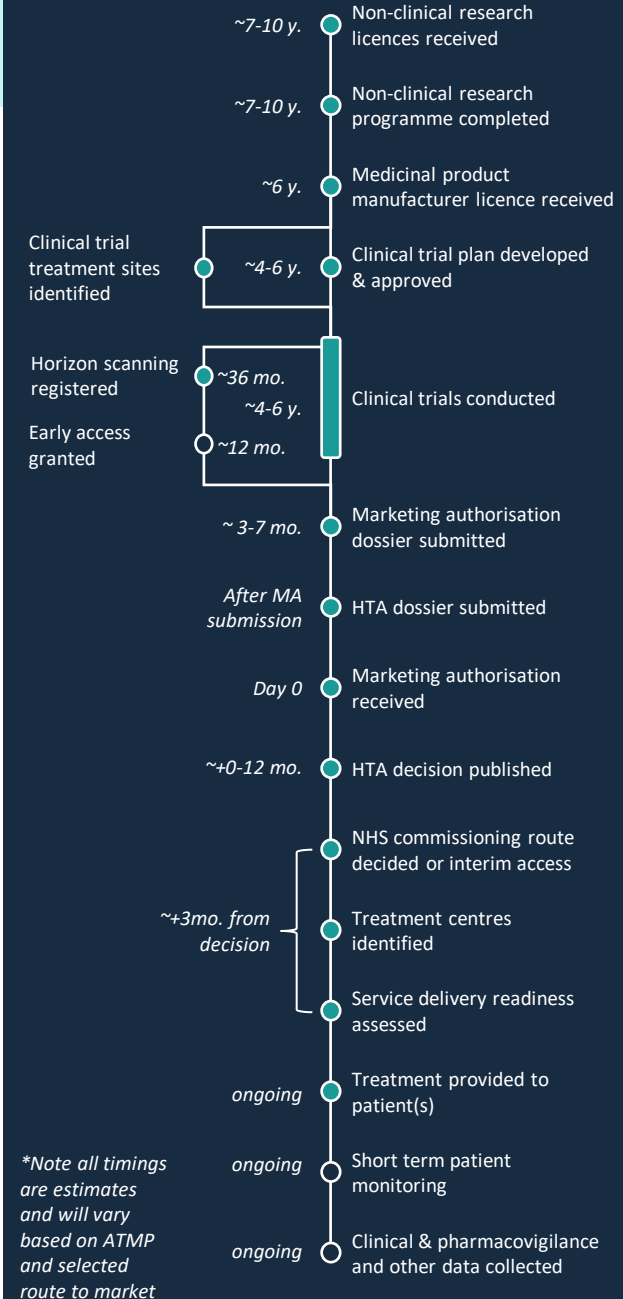 ~7-10 y.
Non-clinical research
licences received
~7-10 y.
Non-clinical research
programme completed
~6 y.
Medicinal product
manufacturer licence received
Clinical trial
treatment sites
identified
~4-6 y.
Clinical trial plan developed
& approved
Horizon scanning
registered
~36 mo.
~4-6 y.
Clinical trials conducted
Early access
granted
~12 mo.
~ 3-7 mo.
Marketing authorisation
dossier submitted
After MA
submission
HTA dossier submitted
Day 0
Marketing authorisation
received
~+0-12 mo.
HTA decision published
NHS commissioning route
decided or interim access
~+3mo. from
decision
Treatment centres
identified
Service delivery readiness
assessed
ongoing
Treatment provided to
patient(s)
ongoing
Short term patient
monitoring
ongoing
Clinical & pharmacovigilance
and other data collected
*Note all timings
are estimates
and will vary
based on ATMP
and selected
route to market